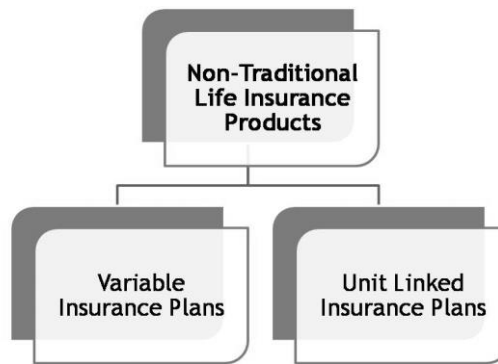 Non-Traditional
Life Insurance
Products
Variable
Insurance Plans
Unit Linked
Insurance Plans